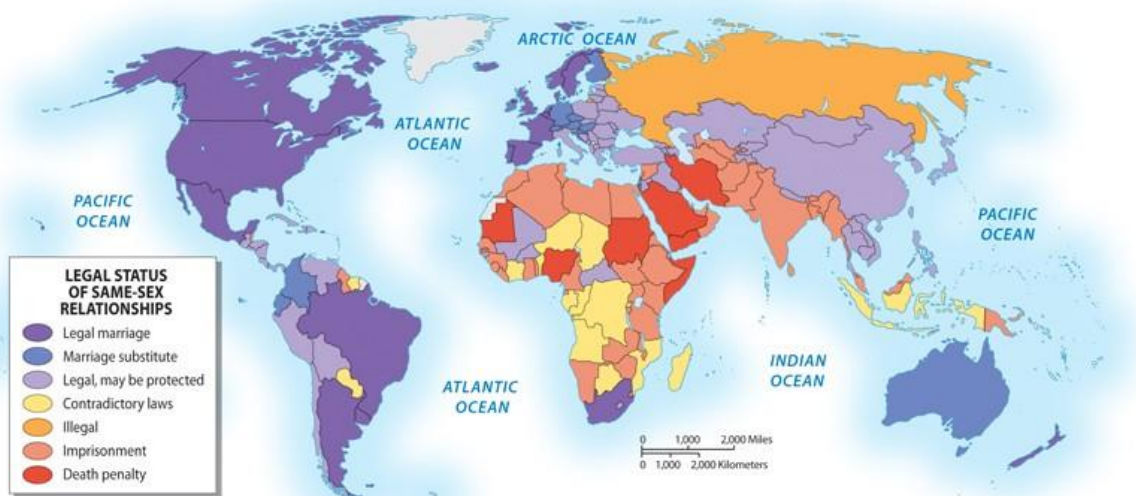 ARCTIC OCEAN
ATLANTIC
OCEAN
PACIFIC
OCEAN
PACIFIC
OCEAN
LEGAL STATUS
OF SAME-SEX
RELATIONSHIPS
Legal marriage
Marriage substitute
Legal, may be protected
Contradictory laws
Illegal
Imprisonment
Death penalty
ATLANTIC
OCEAN
INDIAN
OCEAN
0 1,000 2,000 Miles
0 1,000 2,000 Kilometers